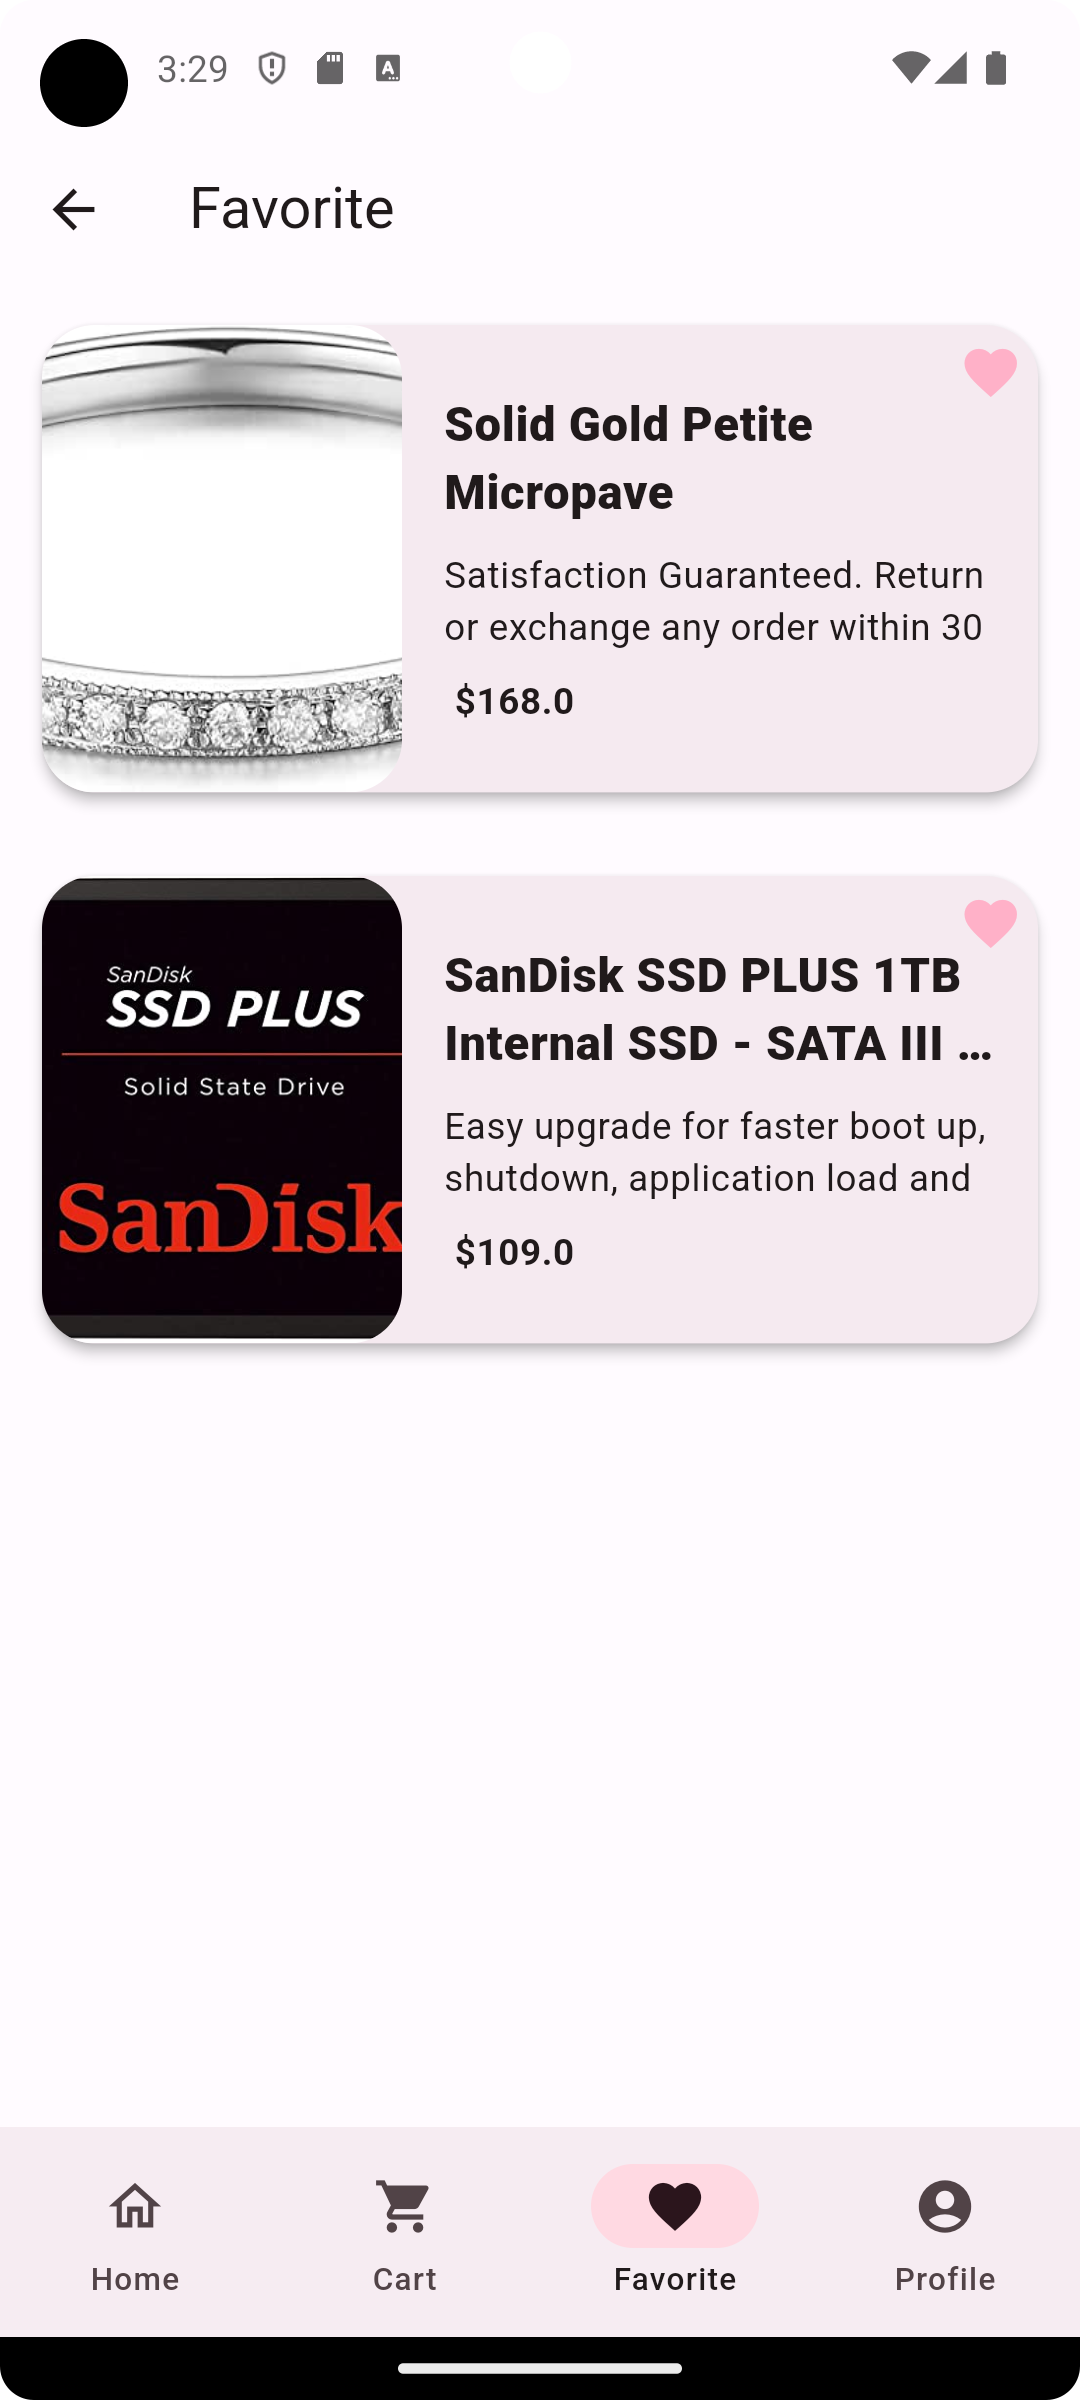 3:29
Favorite
Solid Gold Petite
Micropave
Satisfaction Guaranteed. Return
or exchange any order within 30
$168.0
SanDisk
SSD PLUS
Solid State Drive
SanDisk
SanDisk SSD PLUS 1TB
Internal SSD - SATA III ...
Easy upgrade for faster boot up,
shutdown, application load and
$109.0
Home
Cart
Favorite
Profile